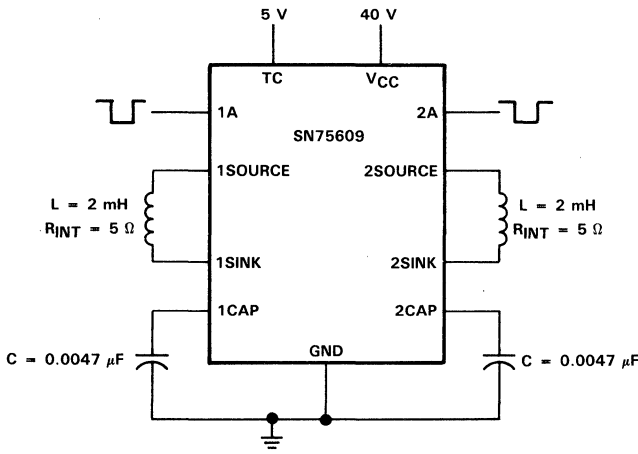 5 V
40 V
TC
VCC
1A
2A
SN75609
1SOURCE
2SOURCE
L = 2 mH
RINT = 5 Ω
L = 2 mH
RINT = 5 Ω
1SINK
2SINK
1CAP
2CAP
GND
C = 0.0047 µF
C = 0.0047 µF